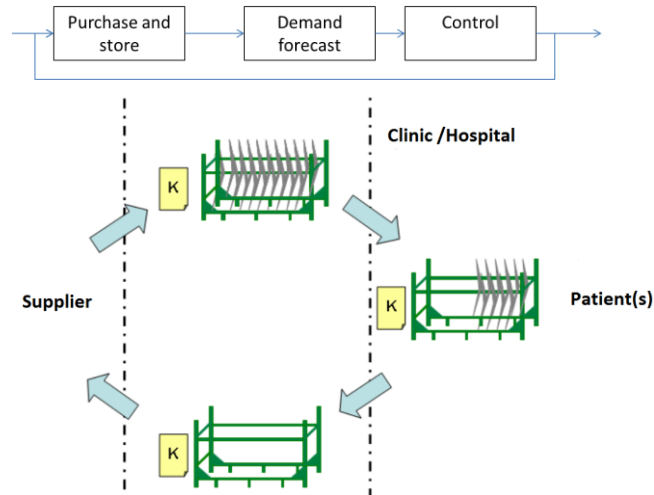 Purchase and
store
Demand
forecast
Control
Clinic /Hospital
K
K
Supplier
Patient(s)
K